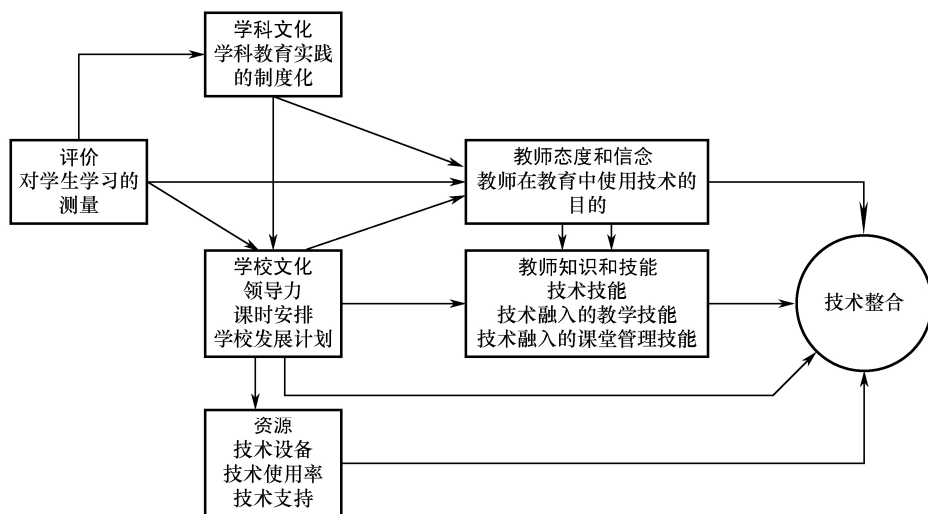 学科文化
学科教育实践
的制度化
评价
对学生学习的
测量
教师态度和信念
教师在教育中使用技术的
目的
学校文化
领导力
课时安排
学校发展计划
教师知识和技能
技术技能
技术融入的教学技能
技术融入的课堂管理技能
技术整合
资源
技术设备
技术使用率
技术支持